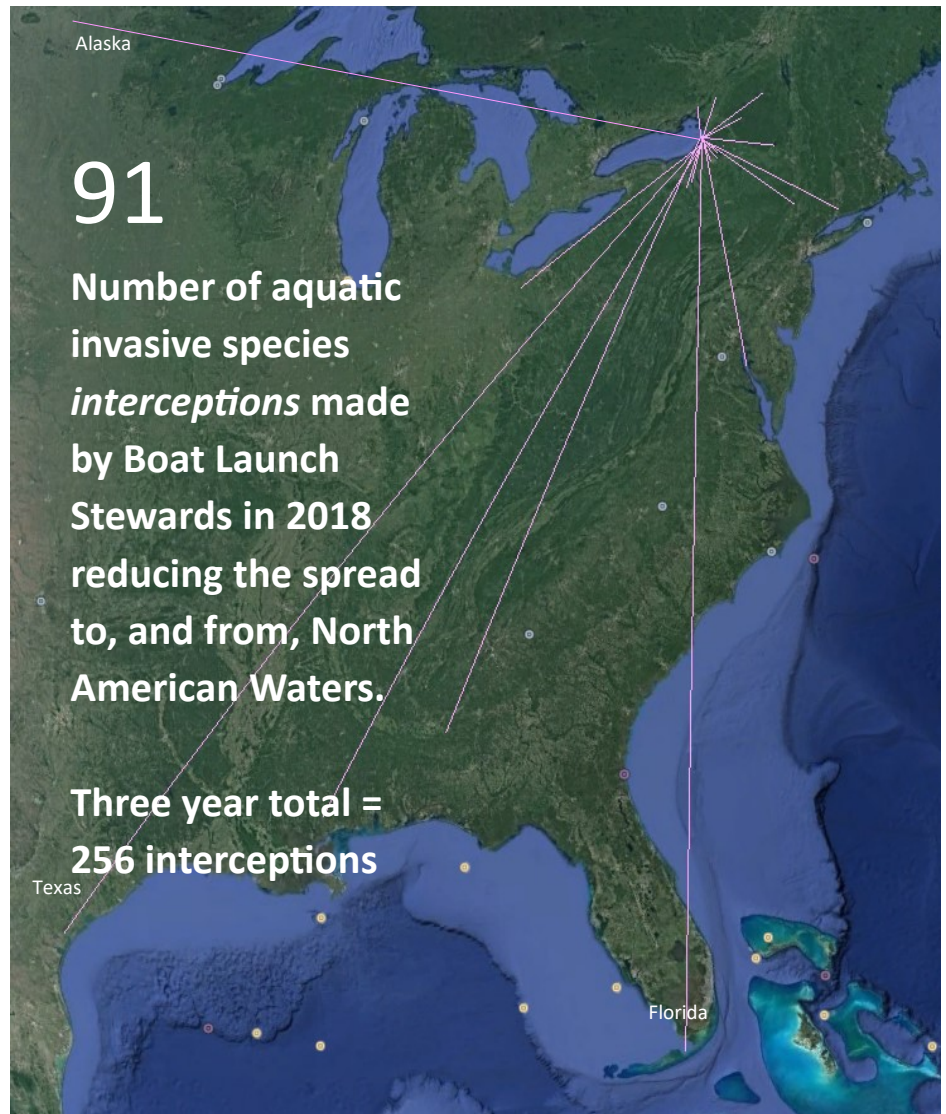 Alaska
91
Number of aquatic
invasive species
interceptions made
by Boat Launch
Stewards in 2018
reducing the spread
to, and from, North
American Waters.
Three year total =
256 interceptions
Texas
Florida